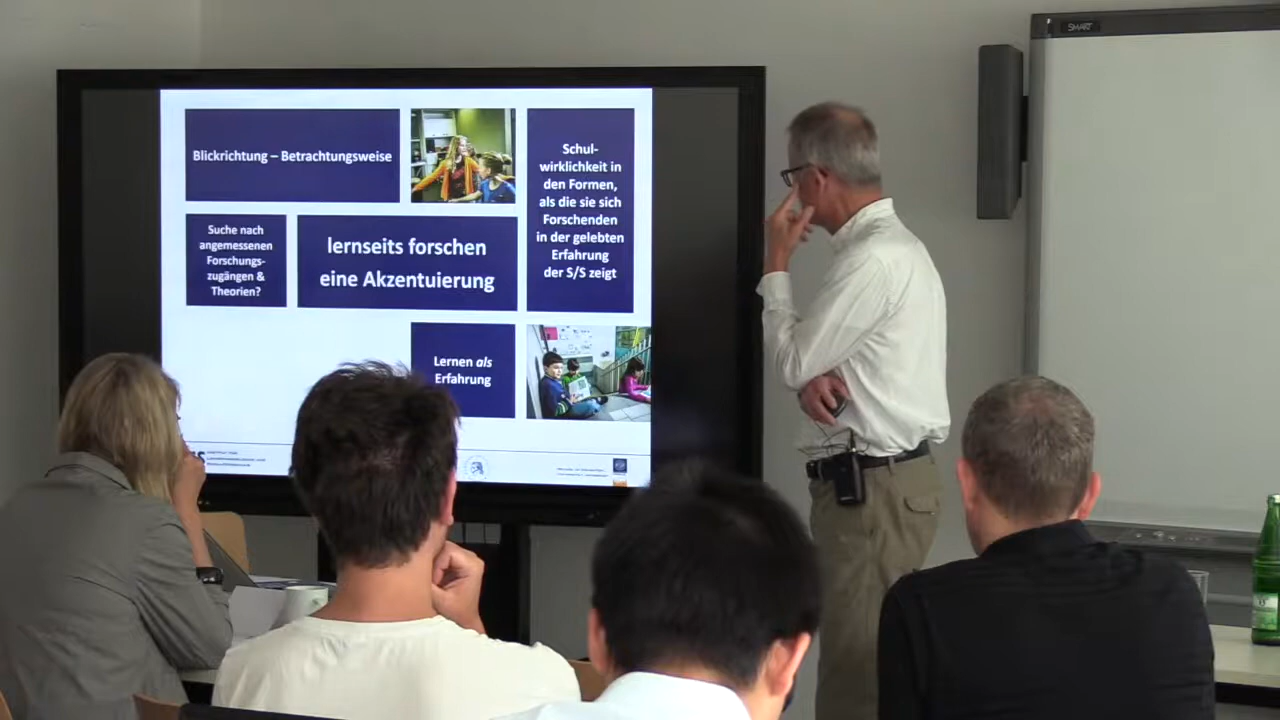 SMART
Blickrichtung – Betrachtungsweise
Schul-
wirklichkeit in
den Formen,
als die sie sich
Forschenden
in der gelebten
Erfahrung
der S/S zeigt
Suche nach
angemessenen
Forschungs-
zugängen &
Theorien?
lernseits forschen
eine Akzentuierung
Lernen als
Erfahrung